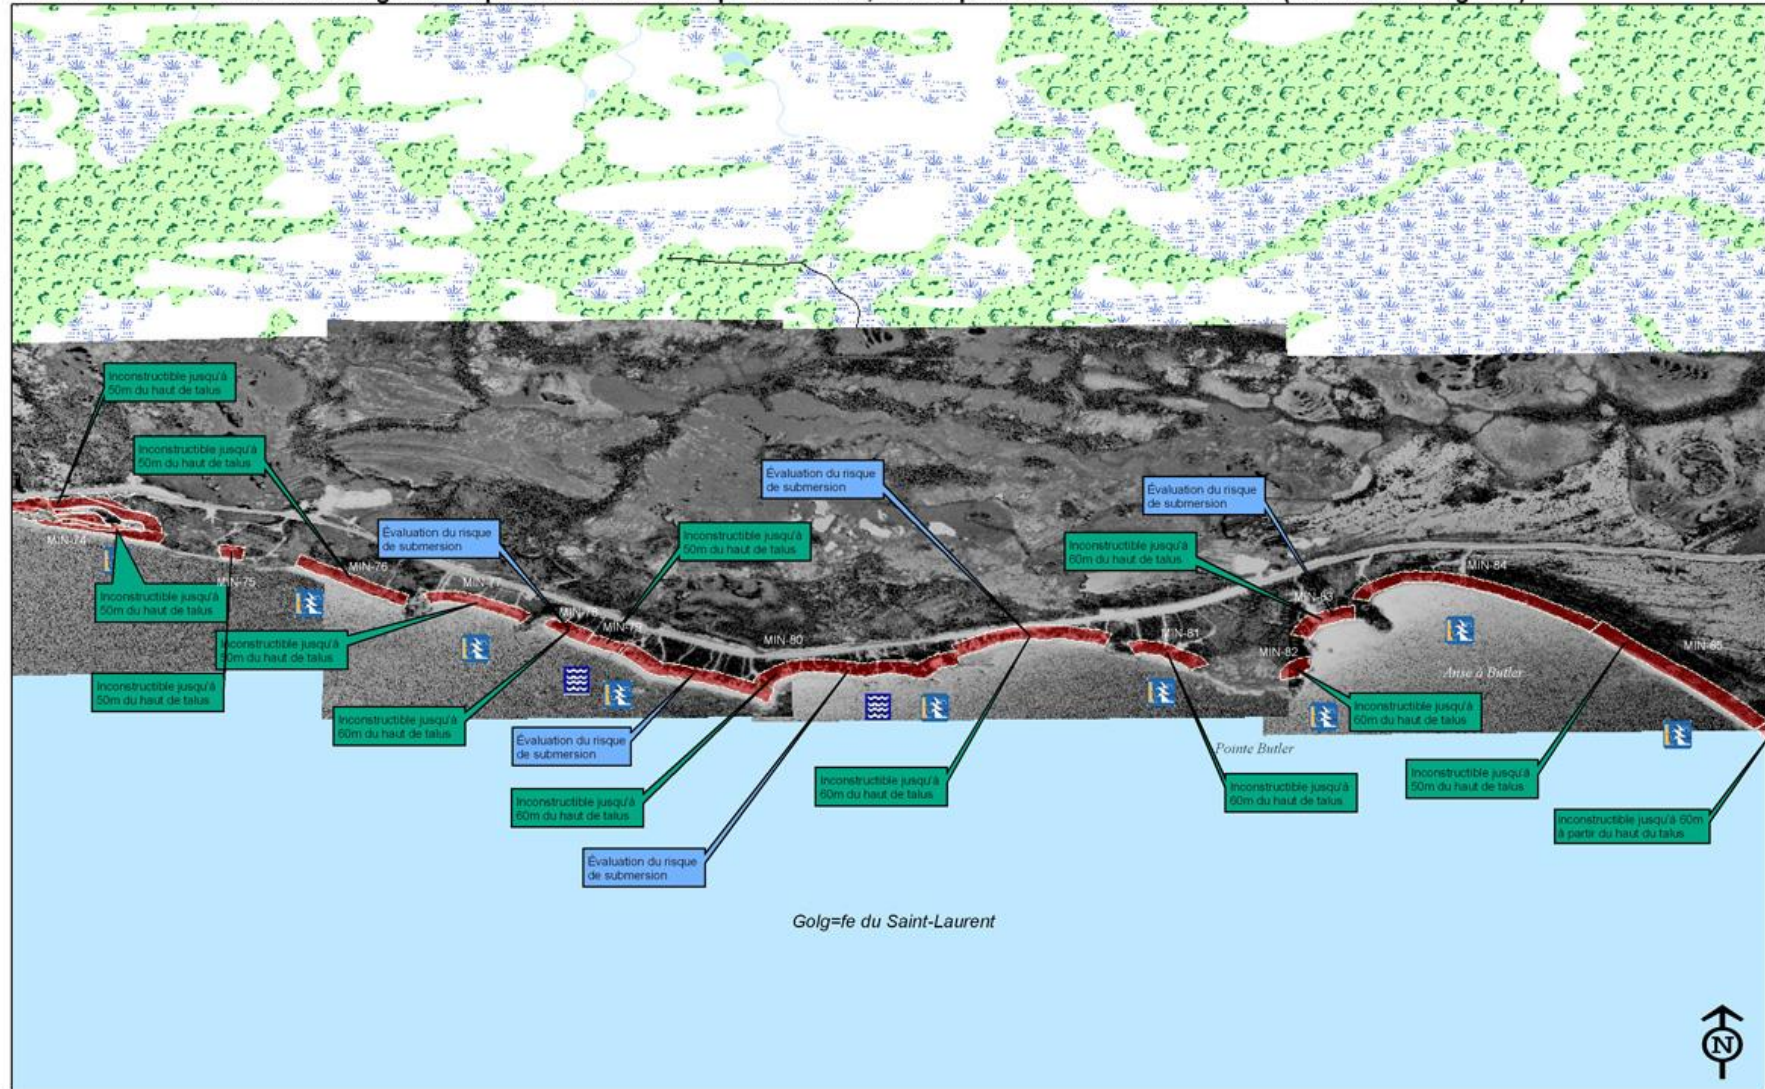 Inconstructible jusqu'à
50m du haut de talus
Inconstructible jusqu'à
50m du haut de talus
Évaluation du risque
de submersion
Évaluation du risque
de submersion
Évaluation du risque
de submersion
Inconstructible jusqu'à
50m du haut de talus
Inconstructible jusqu'à
60m du haut de talus
MIN-74
MIN-75
MIN-76
MIN-77
MIN-78
MIN-79
MIN-80
MIN-81
MIN-82
MIN-83
MIN-84
MIN-85
Inconstructible jusqu'à
50m du haut de talus
Inconstructible jusqu'à
50m du haut de talus
Inconstructible jusqu'à
50m du haut de talus
Anse à Butler
Inconstructible jusqu'à
60m du haut de talus
Inconstructible jusqu'à
60m du haut de talus
Évaluation du risque
de submersion
Pointe Butler
Inconstructible jusqu'à
60m du haut de talus
Inconstructible jusqu'à
60m du haut de talus
Inconstructible jusqu'à
60m du haut de talus
Inconstructible jusqu'à
50m du haut de talus
inconstructible jusqu'à 60m
à partir du haut du talus
Évaluation du risque
de submersion
Golg=fe du Saint-Laurent
N